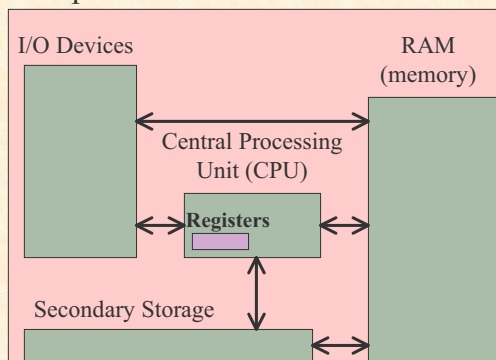 I/O Devices
RAM
(memory)
Central Processing
Unit (CPU)
Registers
Secondary Storage